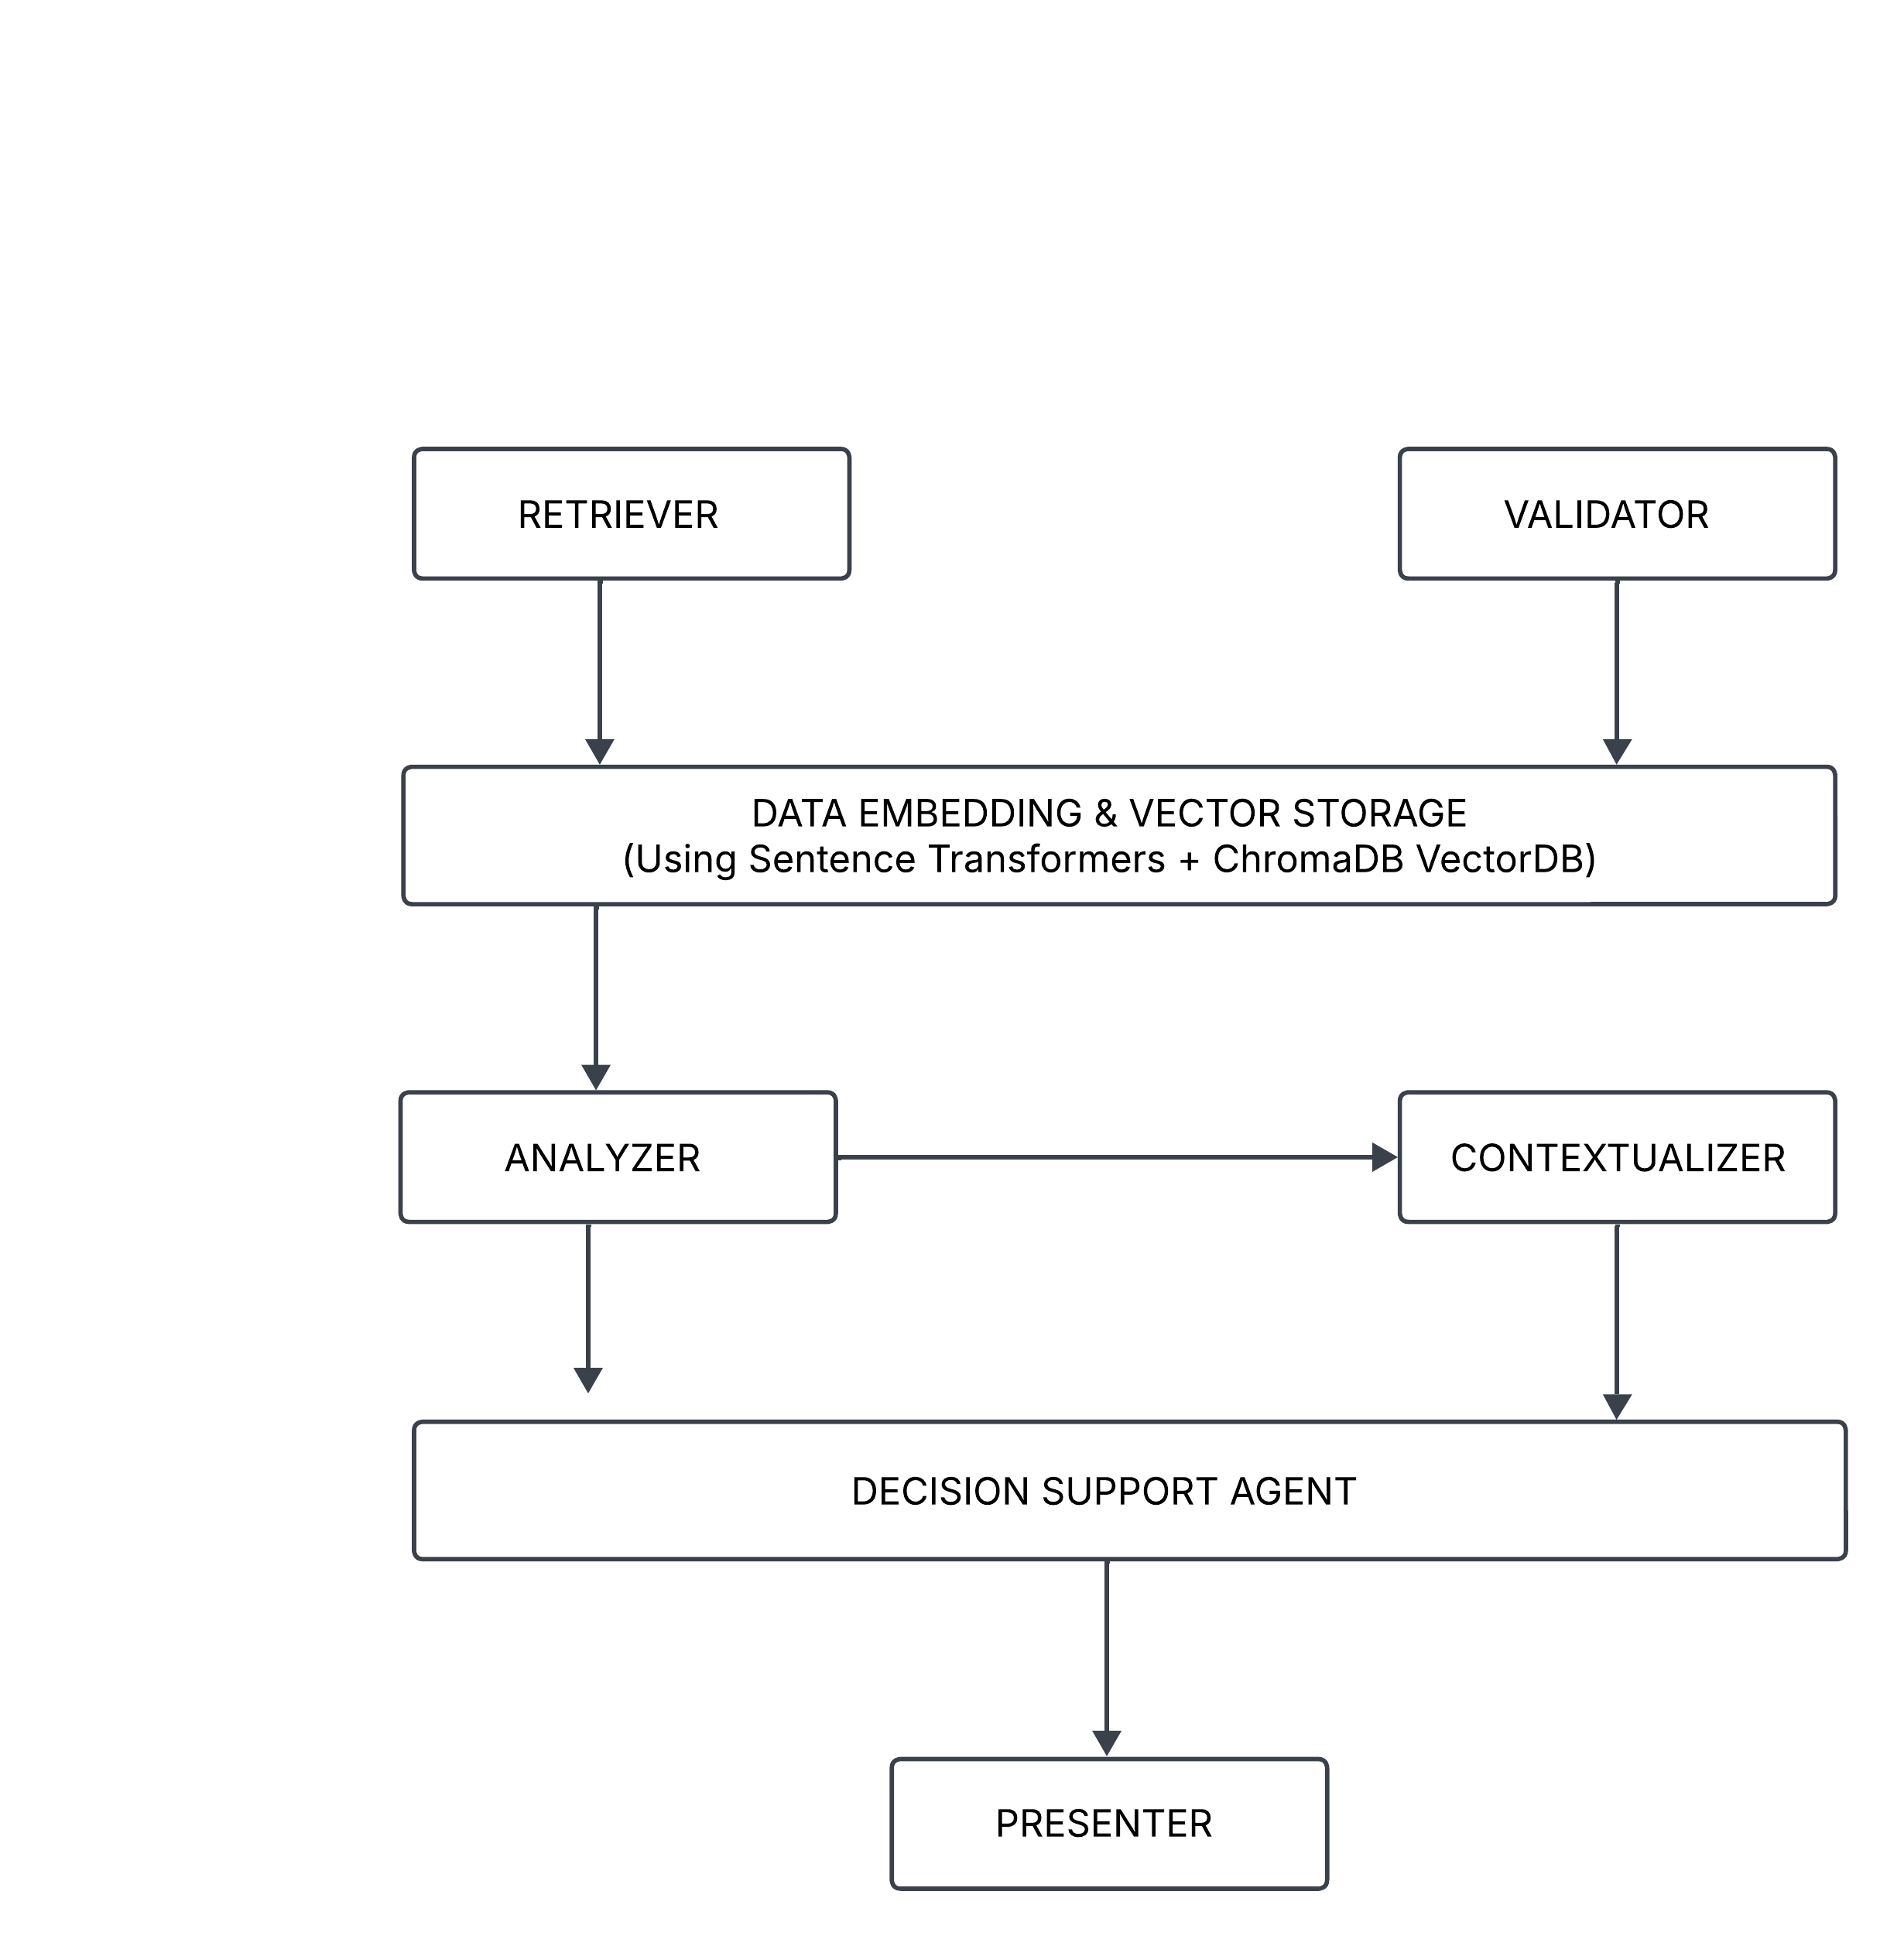 RETRIEVER
VALIDATOR
DATA EMBEDDING & VECTOR STORAGE
(Using Sentence Transformers + ChromaDB VectorDB)
ANALYZER
CONTEXTUALIZER
DECISION SUPPORT AGENT
PRESENTER